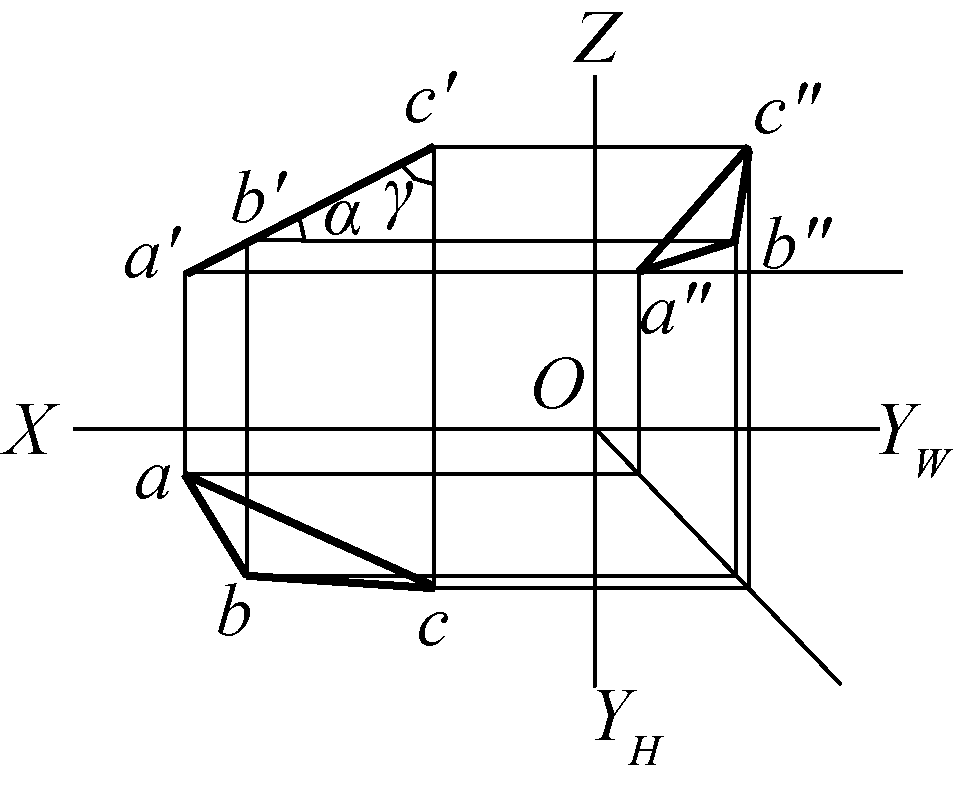 Z
c′ c″
b′ α γ
a′ b″
a″
O
X Y_W
a
b c
Y_H